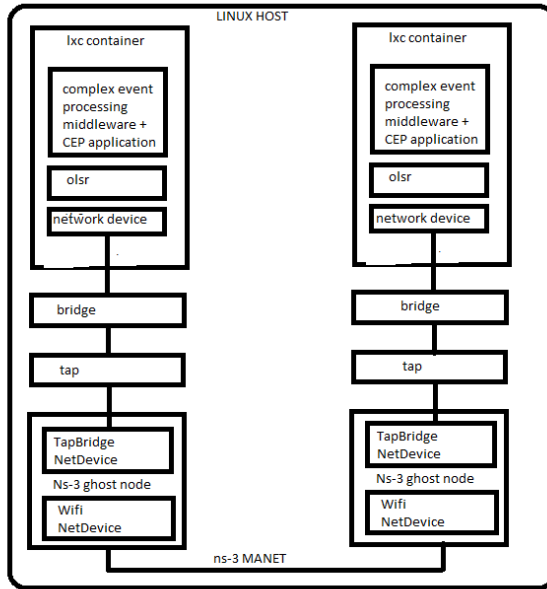 LINUX HOST
lxc container
complex event
processing
middleware +
CEP application
olsr
network device
bridge
tap
TapBridge
NetDevice
Ns-3 ghost node
Wifi
NetDevice
lxc container
complex event
processing
middleware +
CEP application
olsr
network device
bridge
tap
TapBridge
NetDevice
Ns-3 ghost node
Wifi
NetDevice
ns-3 MANET